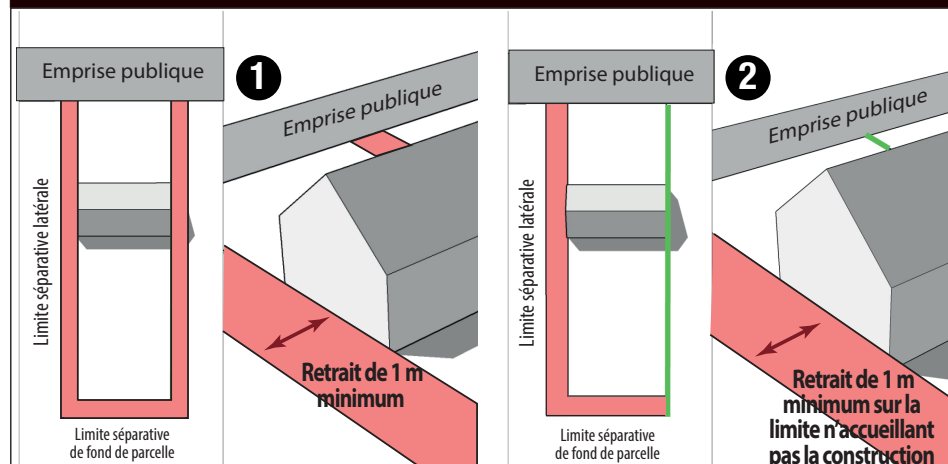 Emprise publique
1
Emprise publique
Limite séparative latérale
Retrait de 1 m
minimum
Limite séparative
de fond de parcelle
Emprise publique
2
Emprise publique
Limite séparative latérale
Retrait de 1 m
minimum sur la
limite n'accueillant
pas la construction
Limite séparative
de fond de parcelle